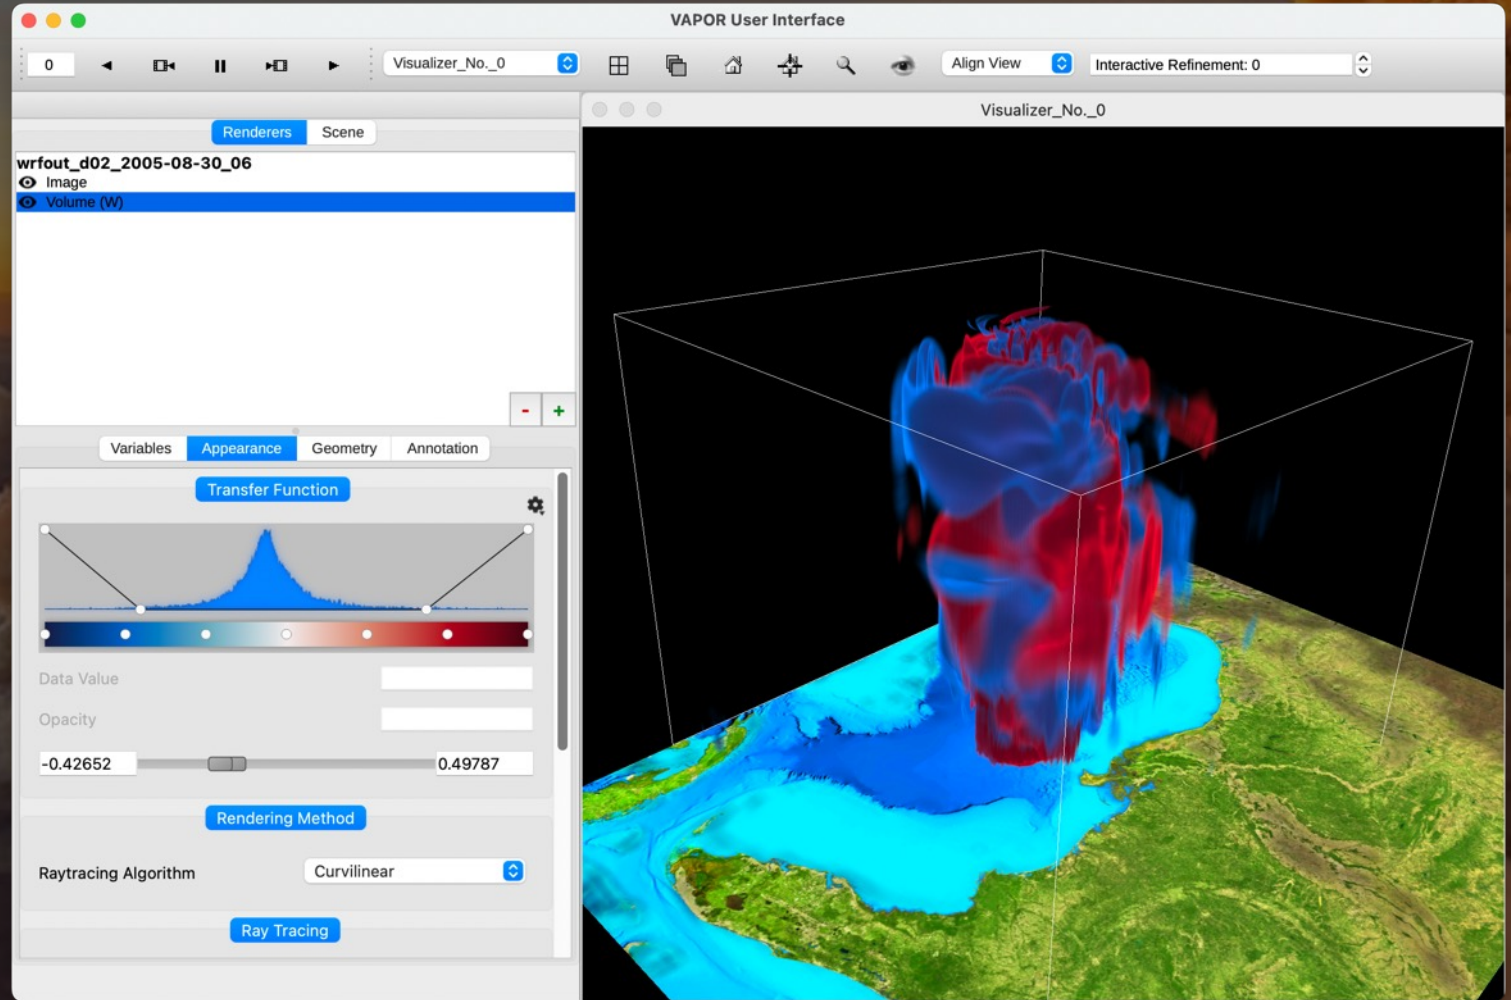 VAPOR User Interface
0
Visualizer_No._0
Align View
Interactive Refinement: 0
Renderers
Scene
wrfout_d02_2005-08-30_06
Image
Volume (W)
- +
Variables
Appearance
Geometry
Annotation
Transfer Function
Data Value
Opacity
-0.42652
0.49787
Rendering Method
Raytracing Algorithm
Curvilinear
Ray Tracing
Visualizer_No._0